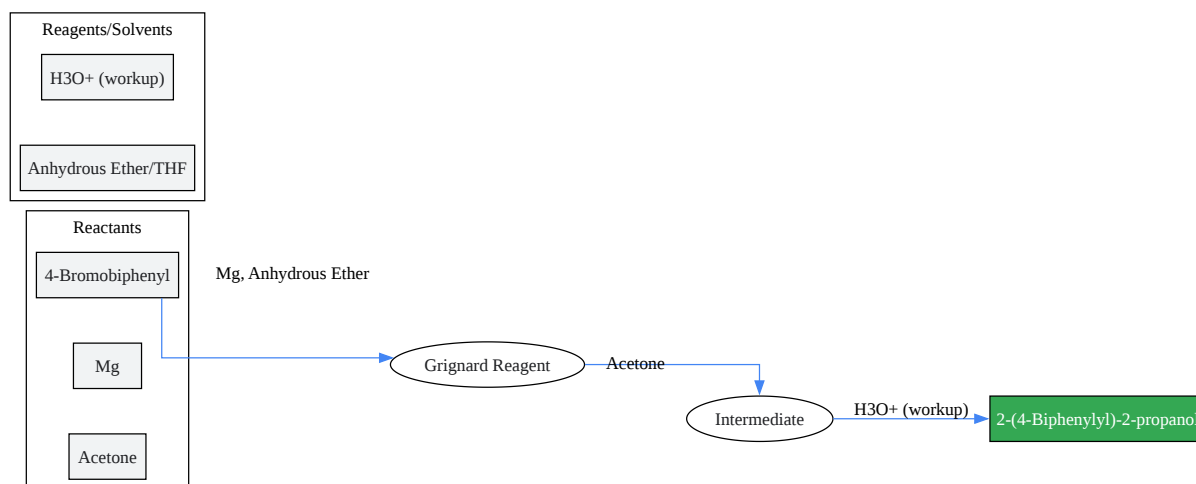 Reagents/Solvents
H3O+ (workup)
Anhydrous Ether/THF
Reactants
4-Bromobiphenyl
Mg, Anhydrous Ether
Mg
Grignard Reagent
Acetone
Intermediate
H3O+ (workup)
2-(4-Biphenylyl)-2-propanol
Acetone